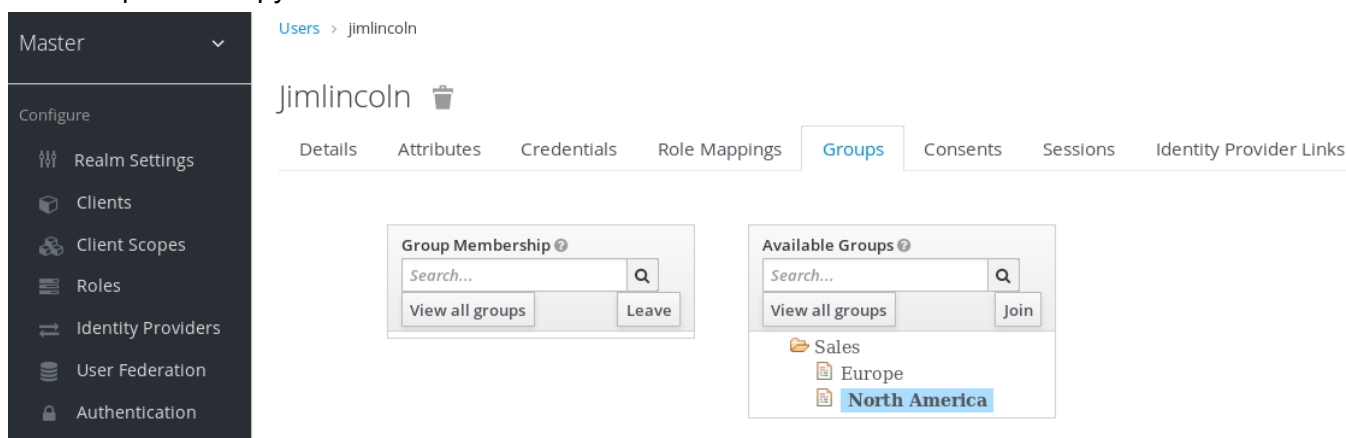 Master
Configure
Realm Settings
Clients
Client Scopes
Roles
Identity Providers
User Federation
Authentication
Users > jimlincoln
Jimlincoln
Details Attributes Credentials Role Mappings Groups Consents Sessions Identity Provider Links
Group Membership
Search...
View all groups Leave
Available Groups
Search...
View all groups Join
Sales
Europe
North America